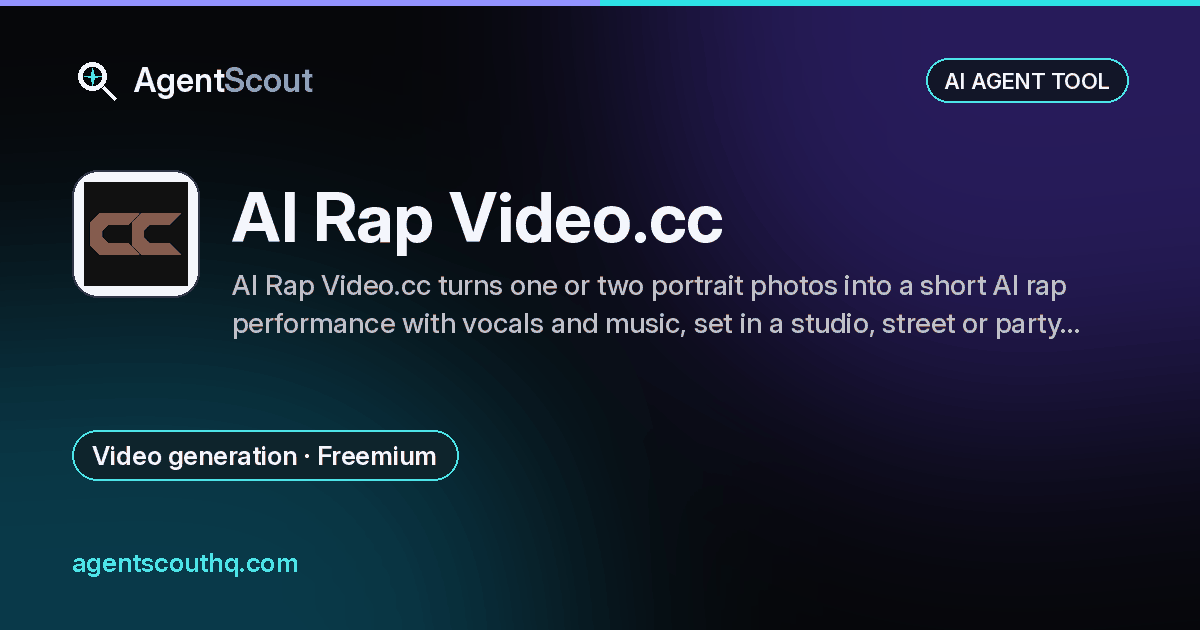 AgentScout
AI AGENT TOOL
CC
AI Rap Video.cc
AI Rap Video.cc turns one or two portrait photos into a short AI rap
performance with vocals and music, set in a studio, street or party...
Video generation · Freemium
agentscouthq.com